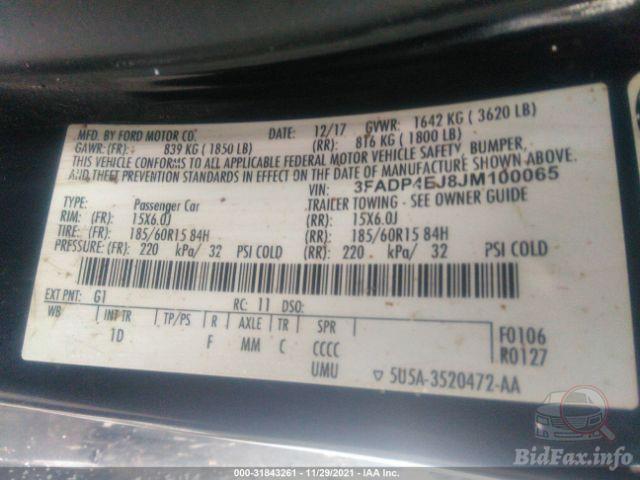 MFD. BY FORD MOTOR CO. DATE: 12/17 GVWR: 1642 KG ( 3620 LB)
GAWR: (FR): 839 KG ( 1850 LB) (RR): 816 KG ( 1800 LB)
THIS VEHICLE CONFORMS TO ALL APPLICABLE FEDERAL MOTOR VEHICLE SAFETY, BUMPER,
AND THEFT PREVENTION STANDARDS IN EFFECT ON THE DATE OF MANUFACTURE SHOWN ABOVE.
VIN: 3FADP4EJ8JM100065
TYPE: Passenger Car TRAILER TOWING - SEE OWNER GUIDE
RIM: (FR): 15X6.0J (RR): 15X6.0J
TIRE: (FR): 185/60R15 84H (RR): 185/60R15 84H
PRESSURE: (FR): 220 kPa/ 32 PSI COLD (RR): 220 kPa/ 32 PSI COLD
EXT PNT: G1 RC: 11 DSO:
WB INT TR TP/PS R AXLE TR SPR
1D F MM C CCCC
UMU
F0106
R0127
▽ 5U5A-3520472-AA
000-31843261 - 11/29/2021 - IAA Inc.
BidFax.info